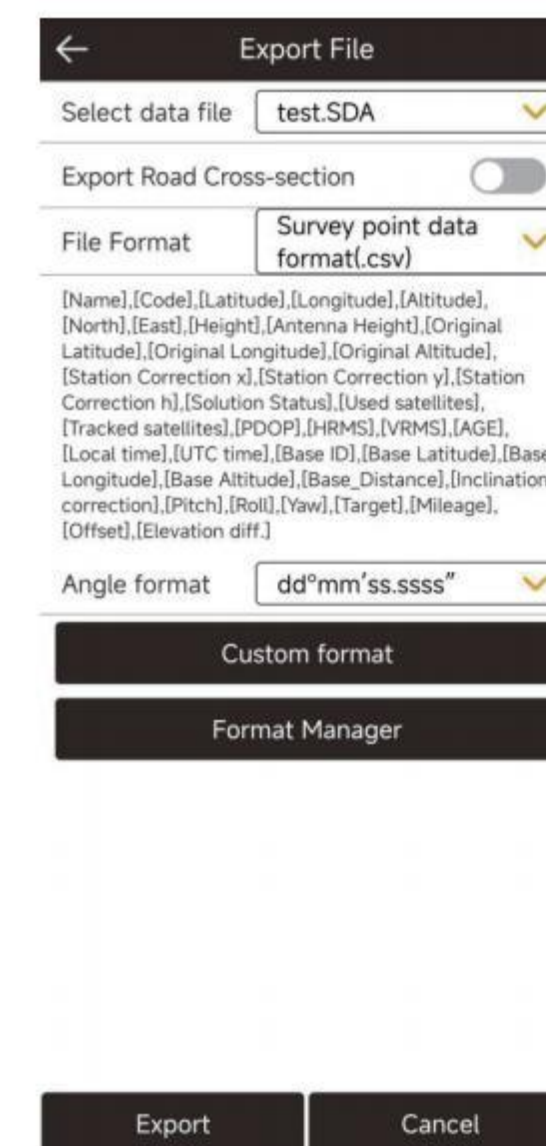 Export File
Select data file test.SDA
Export Road Cross-section
File Format Survey point data
format(.csv)
[Name],[Code],[Latitude],[Longitude],[Altitude],
[North],[East],[Height],[Antenna Height],[Original
Latitude],[Original Longitude],[Original Altitude],
[Station Correction x],[Station Correction y],[Station
Correction h],[Solution Status],[Used satellites],
[Tracked satellites],[PDOP],[HRMS],[VRMS],[AGE],
[Local time],[UTC time],[Base ID],[Base Latitude],[Base
Longitude],[Base Altitude],[Base_Distance],[Inclination
correction],[Pitch],[Roll],[Yaw],[Target],[Mileage],
[Offset],[Elevation diff.]
Angle format dd°mm′ss.ssss″
Custom format
Format Manager
Export Cancel